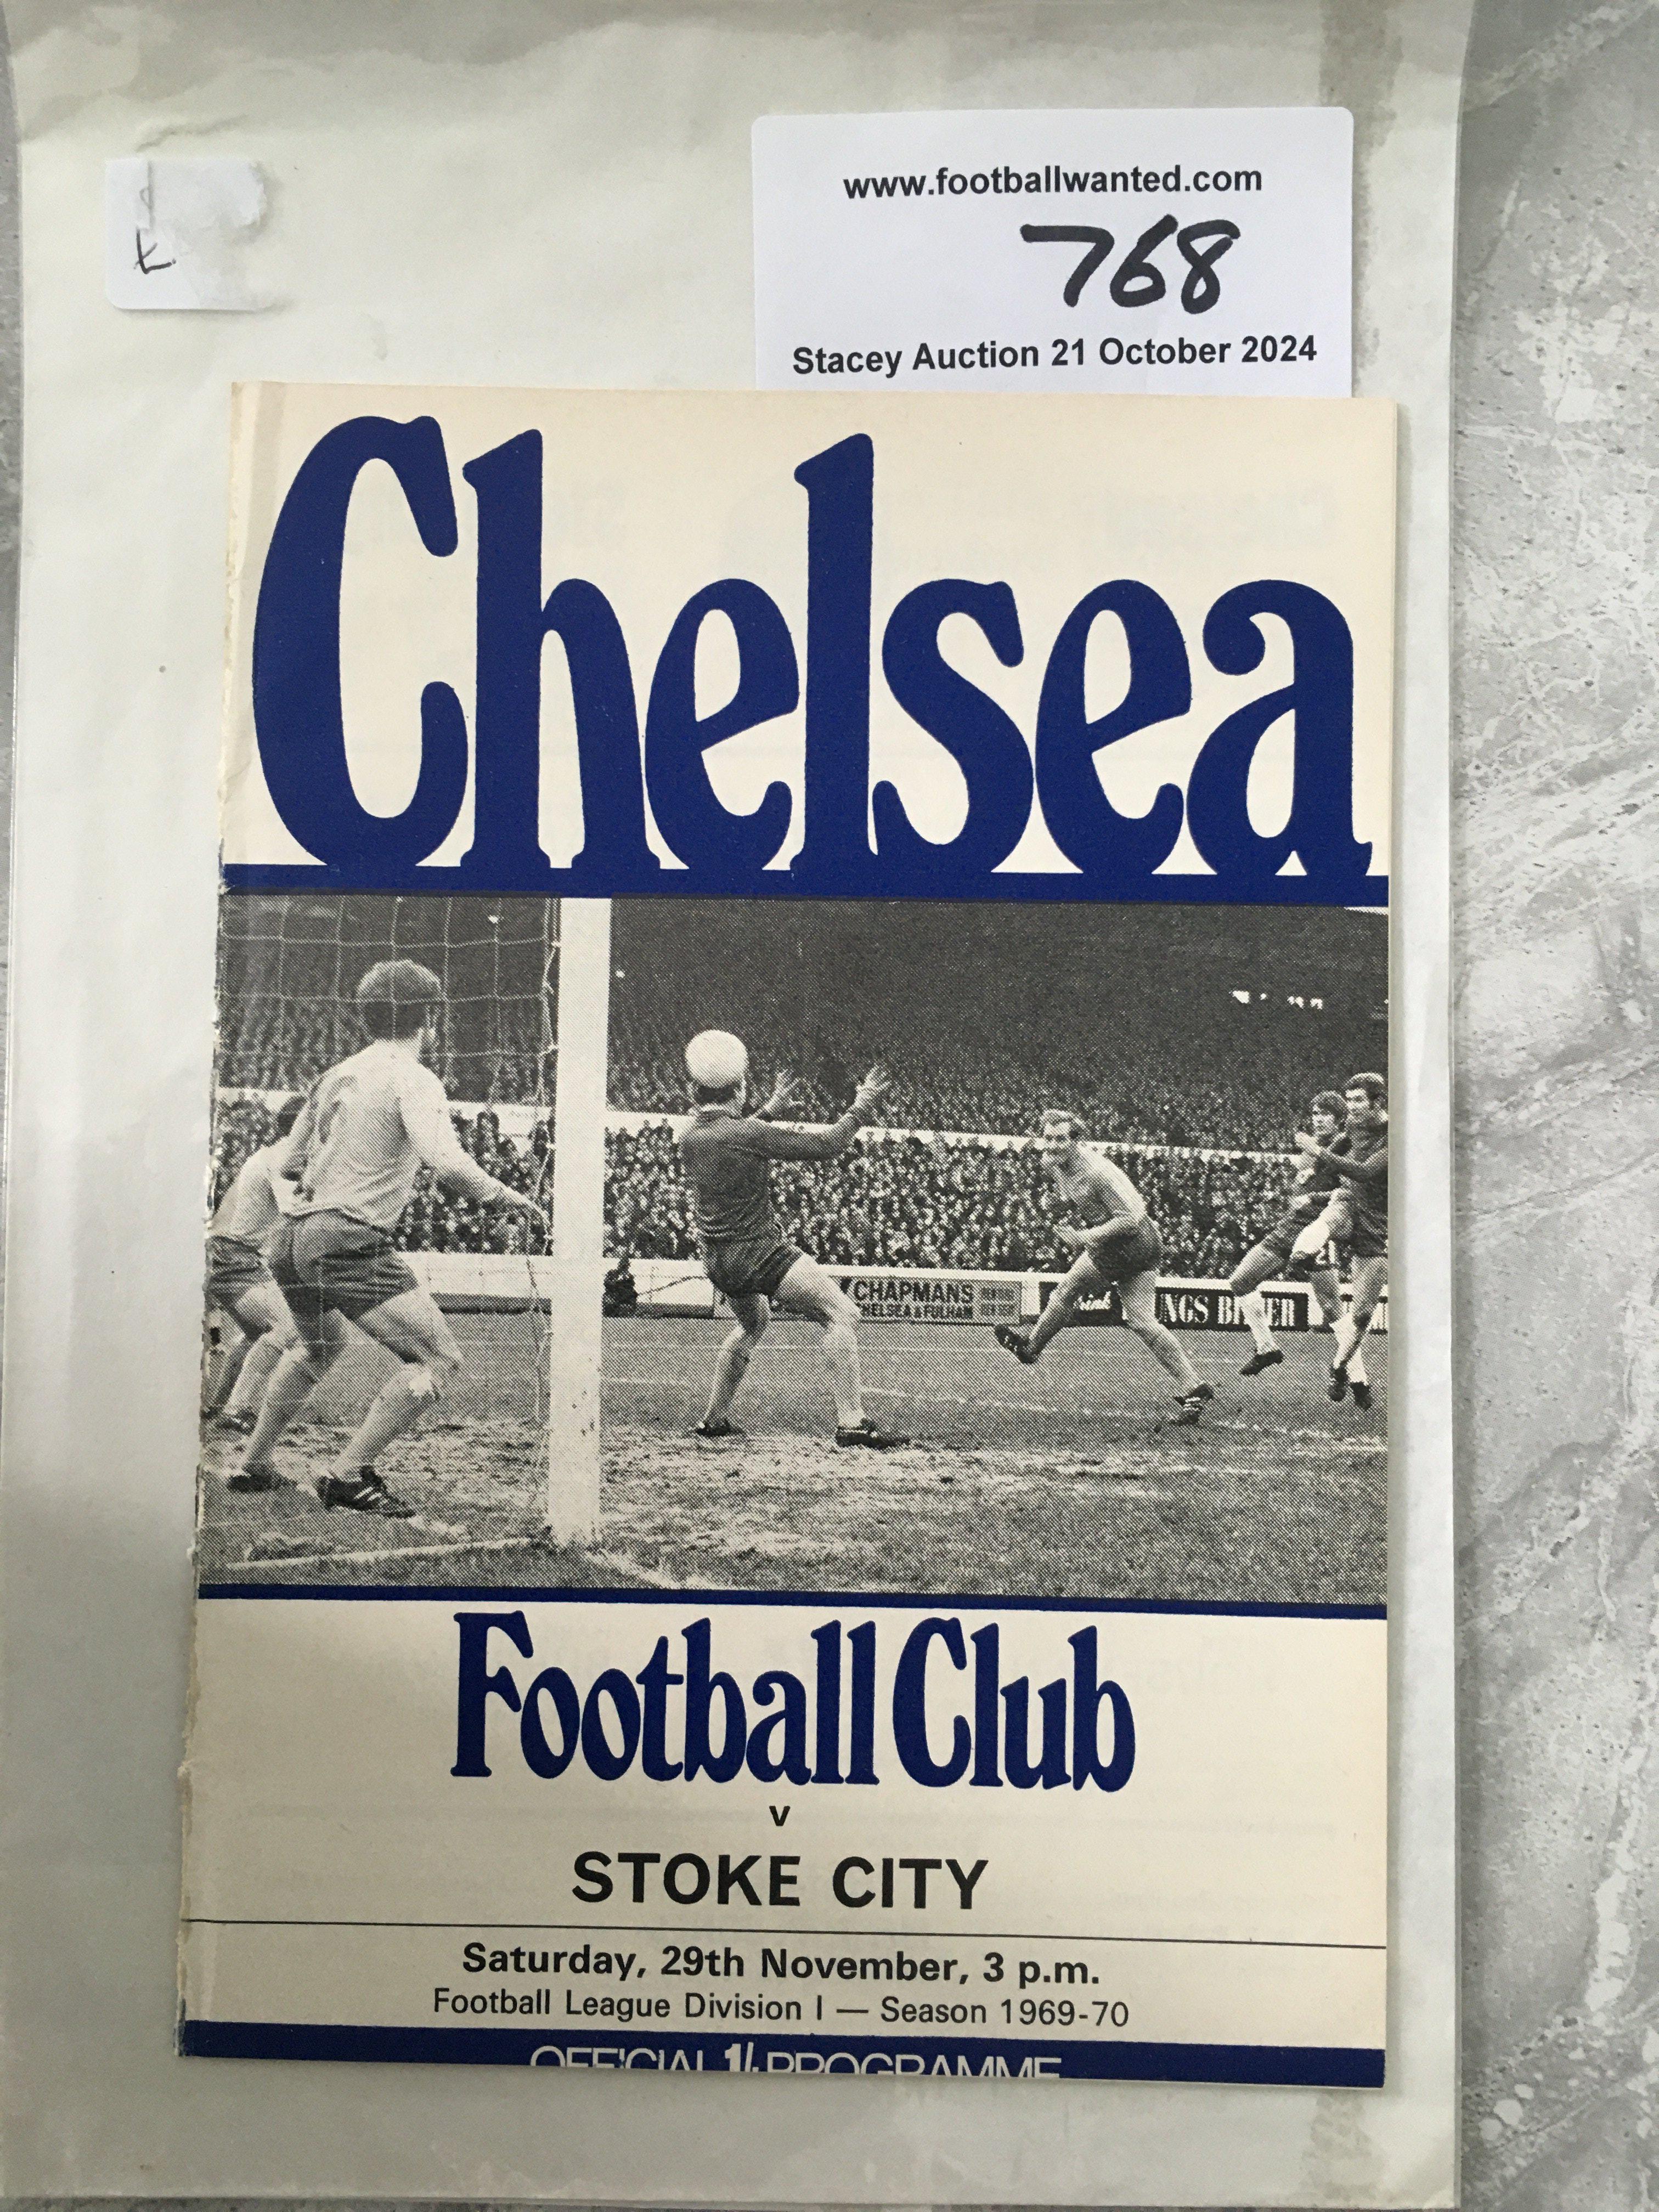 www.footballwanted.com
768
Stacey Auction 21 October 2024
Chelsea
CHAPMANS
CHELSEA & FULHAM
Football Club
v
STOKE CITY
Saturday, 29th November, 3 p.m.
Football League Division I — Season 1969-70
OFFICIAL 1/- PROGRAMME